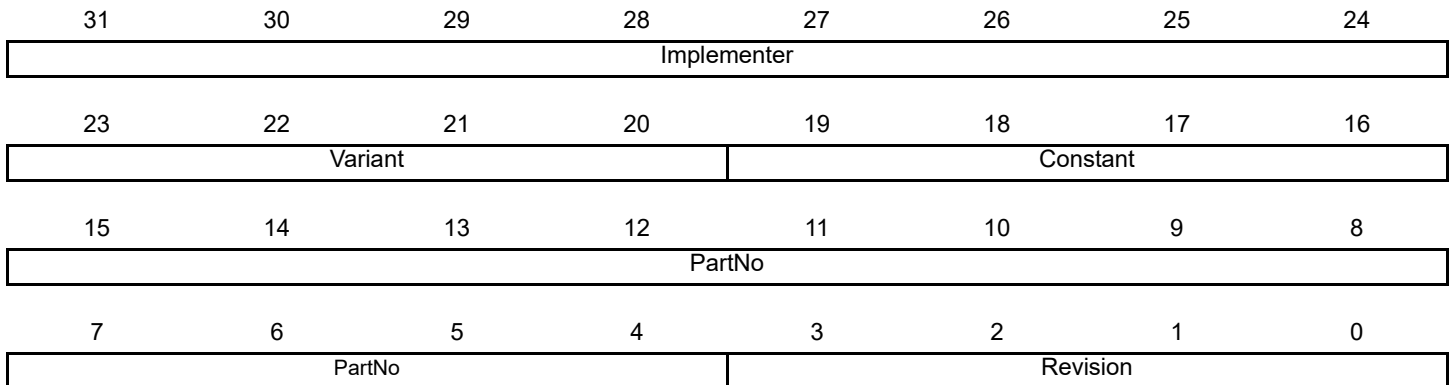 31 30 29 28 27 26 25 24
Implementer
23 22 21 20 19 18 17 16
Variant Constant
15 14 13 12 11 10 9 8
PartNo
7 6 5 4 3 2 1 0
PartNo Revision